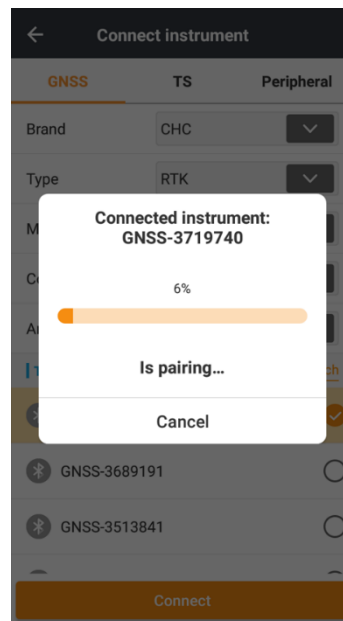 Connect instrument
GNSS TS Peripheral
Brand CHC
Type RTK
Connected instrument:
GNSS-3719740
6%
Is pairing...
Cancel
GNSS-3689191
GNSS-3513841
Connect